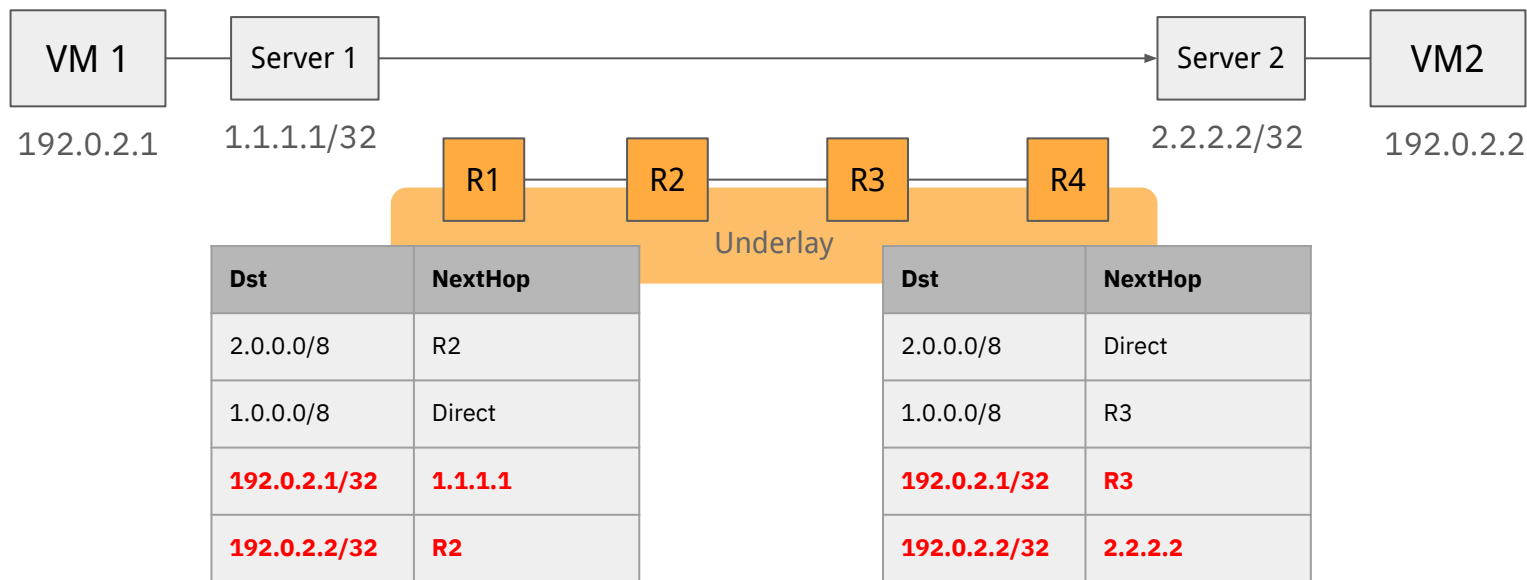 VM 1
Server 1
Server 2
VM2
192.0.2.1
1.1.1.1/32
2.2.2.2/32
192.0.2.2
R1
R2
R3
R4
Underlay
Dst NextHop
2.0.0.0/8 R2
1.0.0.0/8 Direct
192.0.2.1/32 1.1.1.1
192.0.2.2/32 R2
Dst NextHop
2.0.0.0/8 Direct
1.0.0.0/8 R3
192.0.2.1/32 R3
192.0.2.2/32 2.2.2.2